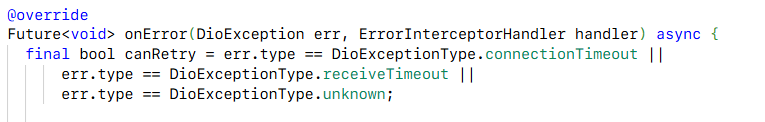 @override
Future<void> onError(DioException err, ErrorInterceptorHandler handler) async {
  final bool canRetry = err.type == DioExceptionType.connectionTimeout ||
      err.type == DioExceptionType.receiveTimeout ||
      err.type == DioExceptionType.unknown;